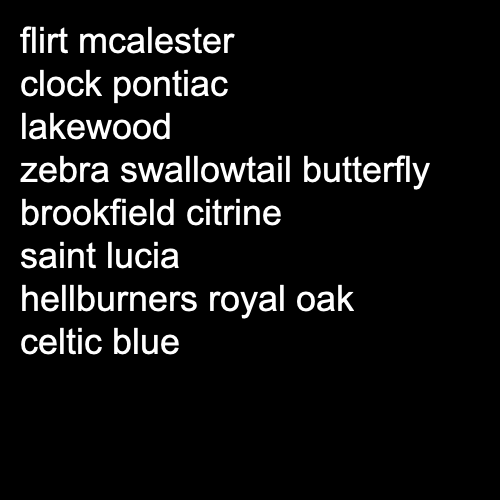 flirt mcalester
clock pontiac
lakewood
zebra swallowtail butterfly
brookfield citrine
saint lucia
hellburners royal oak
celtic blue